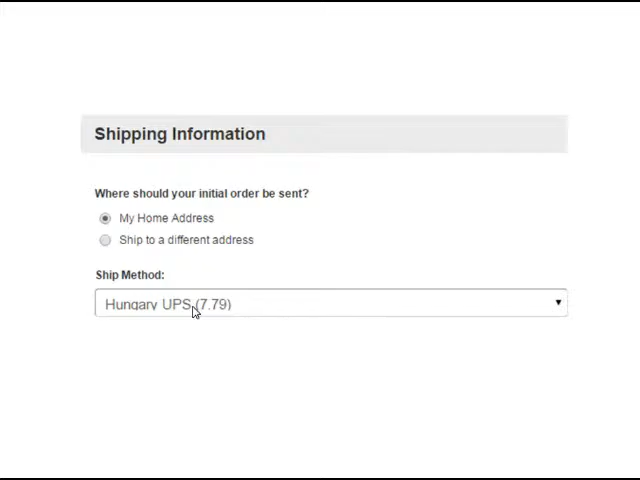 Shipping Information
Where should your initial order be sent?
My Home Address
Ship to a different address
Ship Method:
Hungary UPS (7.79)